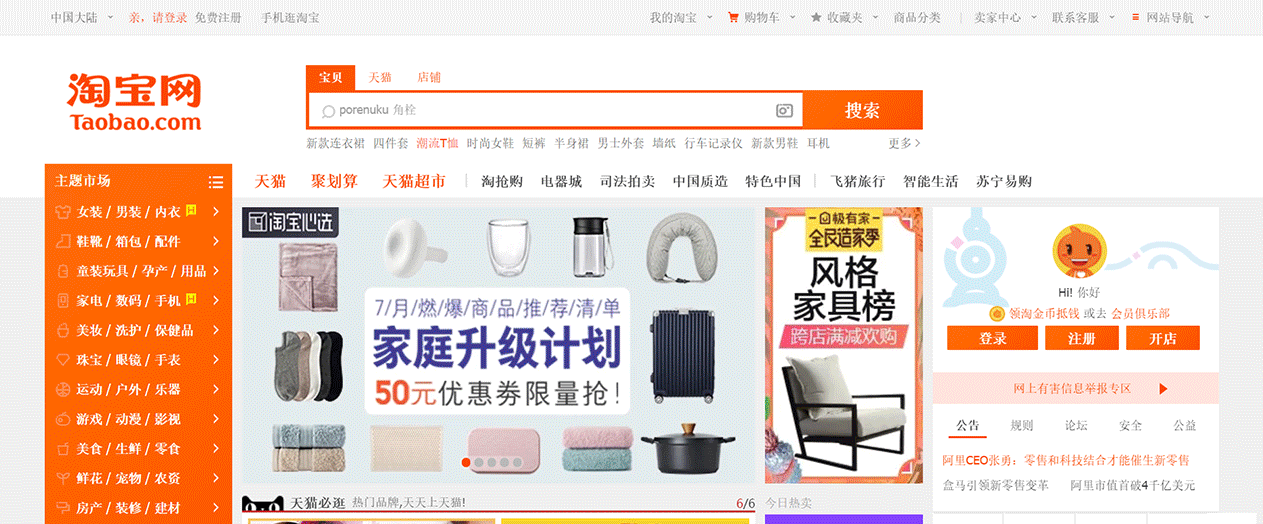 中国大陆 亲，请登录 免费注册 手机逛淘宝 我的淘宝 购物车 收藏夹 商品分类 卖家中心 联系客服 网站导航
淘宝网
Taobao.com
宝贝 天猫 店铺
porenuku 角栓 搜索
新款连衣裙 四件套 潮流T恤 时尚女鞋 短裤 半身裙 男士外套 墙纸 行车记录仪 新款男鞋 耳机 更多
主题市场
天猫 聚划算 天猫超市 淘抢购 电器城 司法拍卖 中国质造 特色中国 飞猪旅行 智能生活 苏宁易购
女装 / 男装 / 内衣
鞋靴 / 箱包 / 配件
童装玩具 / 孕产 / 用品
家电 / 数码 / 手机
美妆 / 洗护 / 保健品
珠宝 / 眼镜 / 手表
运动 / 户外 / 乐器
游戏 / 动漫 / 影视
美食 / 生鲜 / 零食
鲜花 / 宠物 / 农资
房产 / 装修 / 建材
淘宝心选
7/月/燃/爆/商/品/推/荐/清/单
家庭升级计划
50元优惠券限量抢!
天猫必逛 热门品牌,天天上天猫! 6/6
极有家
全民造家季
风格
家具榜
跨店满减欢购
今日热卖
Hi! 你好
领淘金币抵钱 或去 会员俱乐部
登录 注册 开店
网上有害信息举报专区
公告 规则 论坛 安全 公益
阿里CEO张勇：零售和科技结合才能催生新零售
盒马引领新零售变革 阿里市值首破4千亿美元